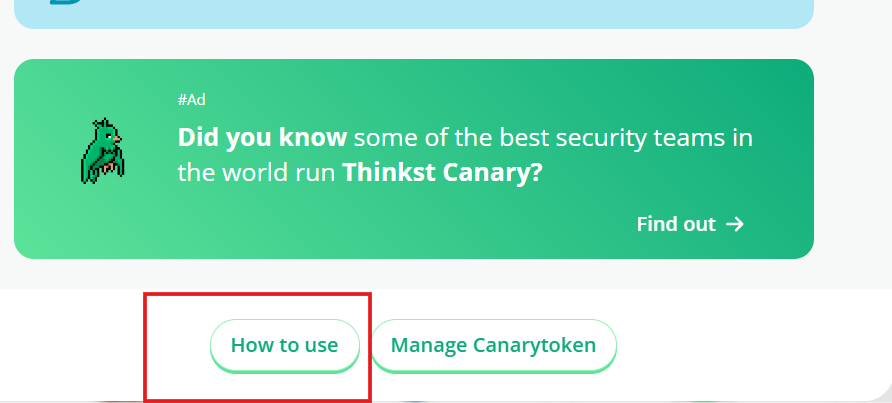 #Ad
Did you know some of the best security teams in
the world run Thinkst Canary?
Find out →
How to use
Manage Canarytoken